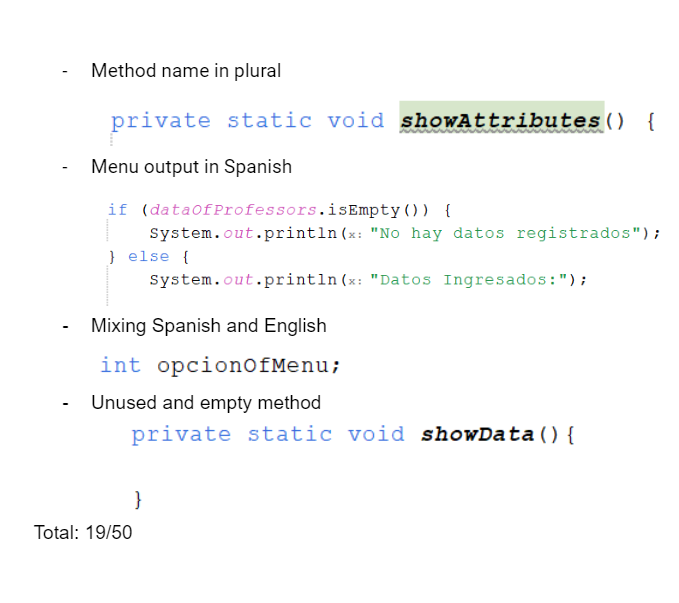 - Method name in plural
private static void showAttributes() {
- Menu output in Spanish
if (dataOfProfessors.isEmpty()) {
System.out.println(x: "No hay datos registrados");
} else {
System.out.println(x: "Datos Ingresados:");
- Mixing Spanish and English
int opcionOfMenu;
- Unused and empty method
private static void showData(){
}
Total: 19/50